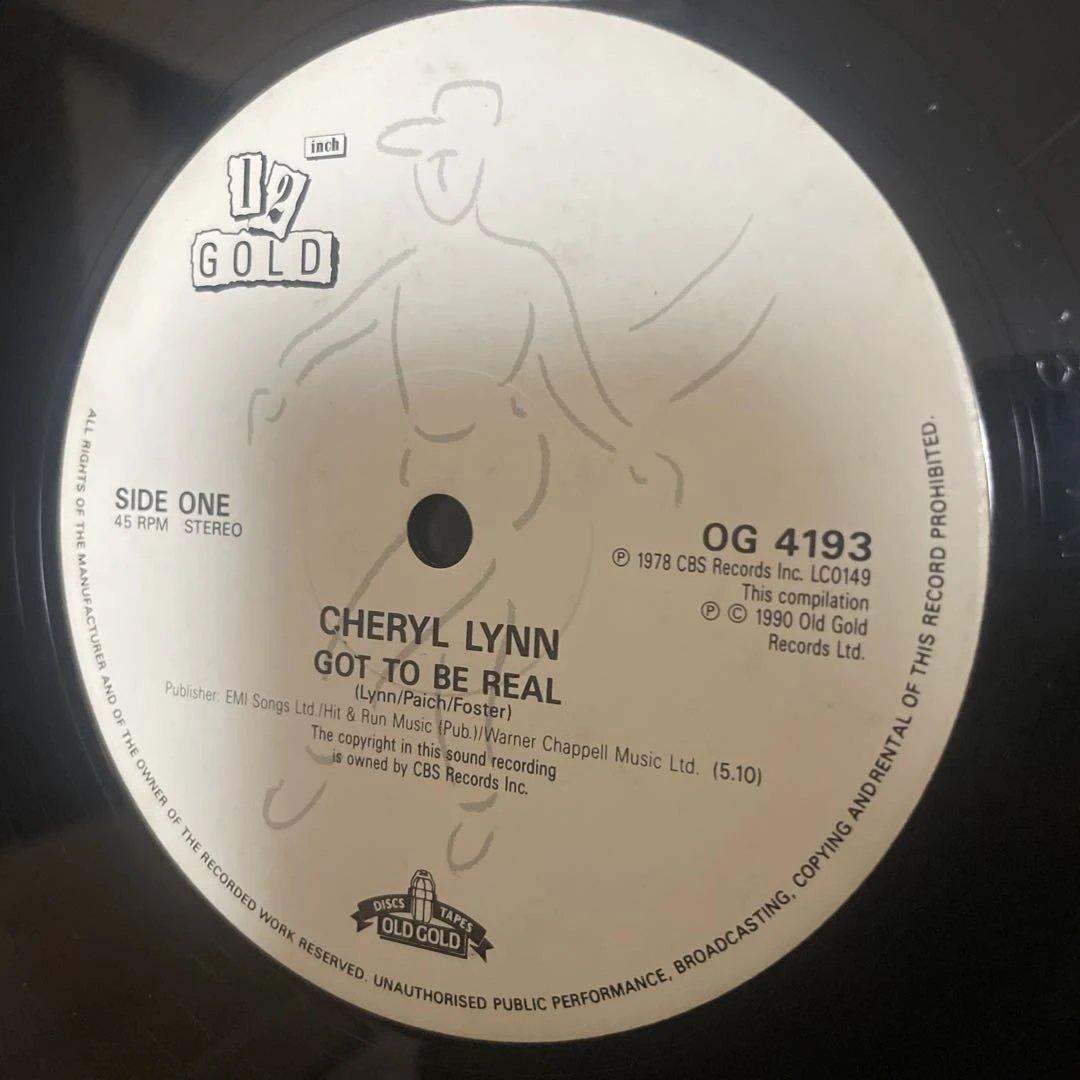 inch
12
GOLD
SIDE ONE
45 RPM STEREO
OG 4193
Ⓟ 1978 CBS Records Inc. LC0149
This compilation
Ⓟ © 1990 Old Gold
Records Ltd.
CHERYL LYNN
GOT TO BE REAL
(Lynn/Paich/Foster)
Publisher: EMI Songs Ltd./Hit & Run Music (Pub.)/Warner Chappell Music Ltd. (5.10)
The copyright in this sound recording
is owned by CBS Records Inc.
DISCS TAPES
OLD GOLD
ALL RIGHTS OF THE MANUFACTURER AND OF THE OWNER OF THE RECORDED WORK RESERVED. UNAUTHORISED PUBLIC PERFORMANCE, BROADCASTING, COPYING AND RENTAL OF THIS RECORD PROHIBITED.